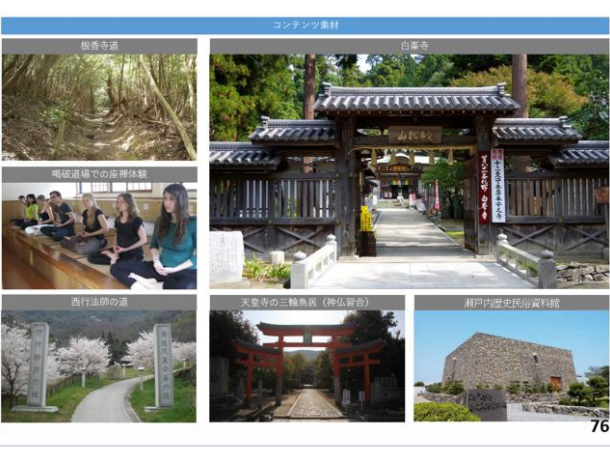 コンテンツ素材
根香寺道
白峯寺
喝破道場での座禅体験
西行法師の道
天皇寺の三輪鳥居（神仏習合）
瀬戸内歴史民俗資料館
76